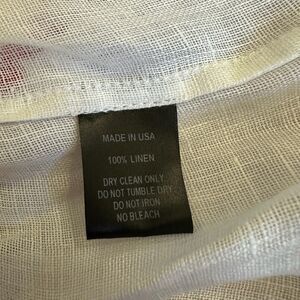 MADE IN USA
100% LINEN
DRY CLEAN ONLY
DO NOT TUMBLE DRY
DO NOT IRON
NO BLEACH